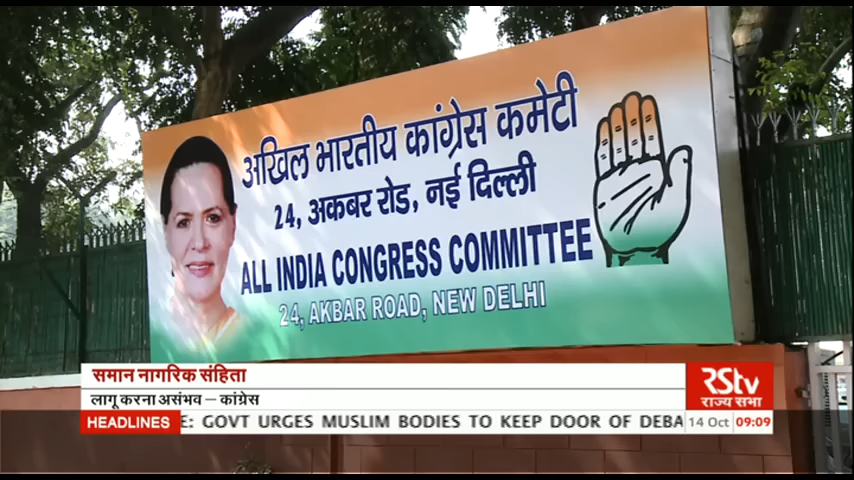 अखिल भारतीय कांग्रेस कमेटी
24, अकबर रोड, नई दिल्ली
ALL INDIA CONGRESS COMMITTEE
24, AKBAR ROAD, NEW DELHI
समान नागरिक संहिता
लागू करना असंभव – कांग्रेस
RSTV
राज्य सभा
HEADLINES E: GOVT URGES MUSLIM BODIES TO KEEP DOOR OF DEBA 14 Oct 09:09